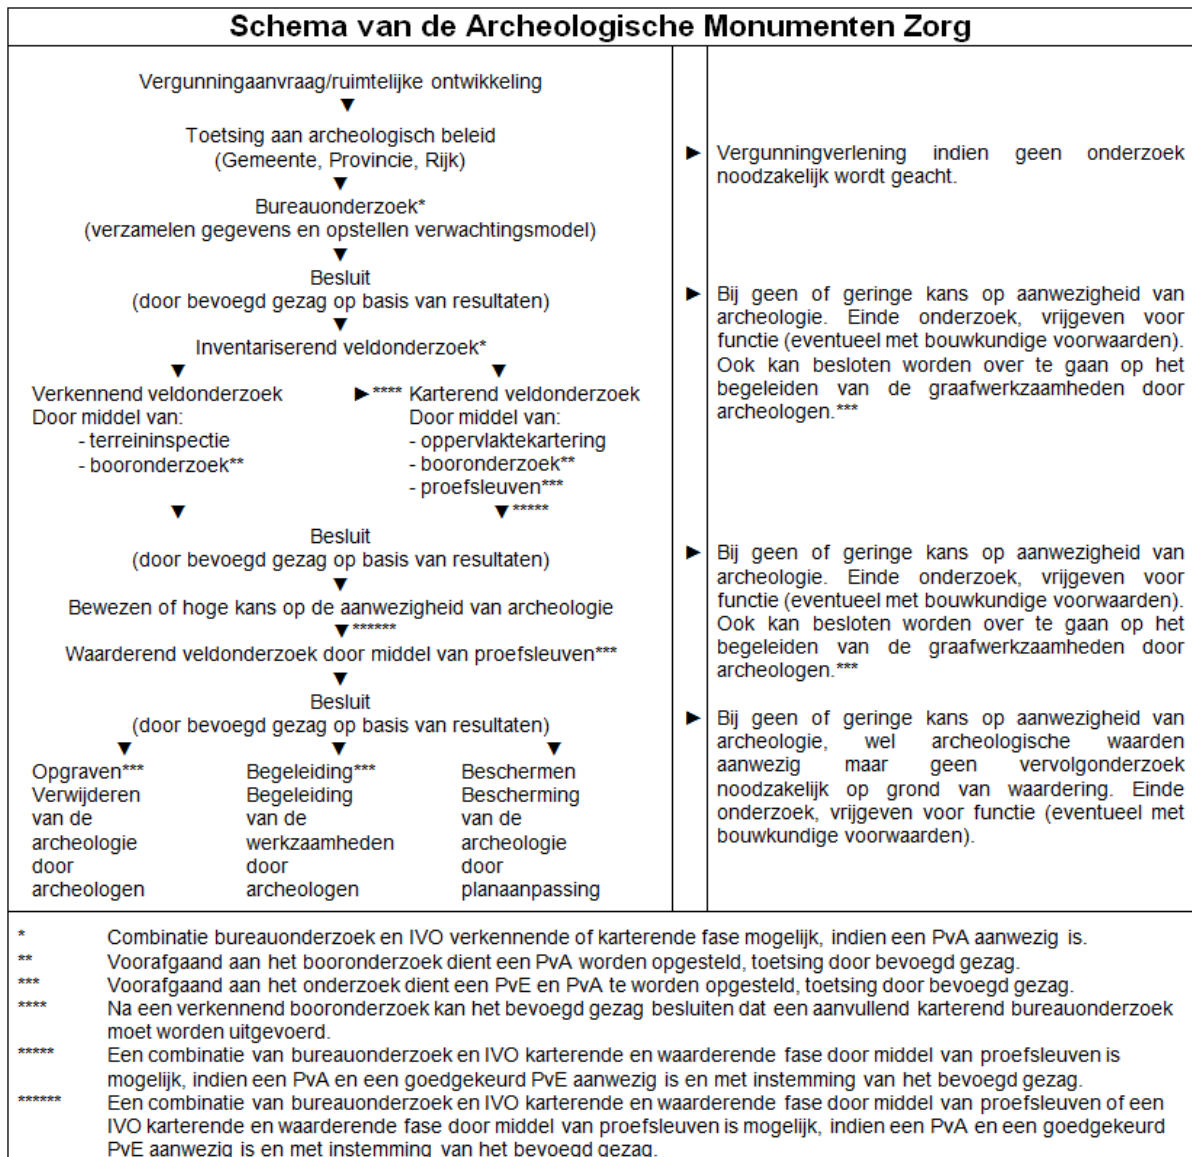 Schema van de Archeologische Monumenten Zorg
Vergunningaanvraag/ruimtelijke ontwikkeling
▼
Toetsing aan archeologisch beleid
(Gemeente, Provincie, Rijk)
▼
► Vergunningverlening indien geen onderzoek
noodzakelijk wordt geacht.
Bureauonderzoek*
(verzamelen gegevens en opstellen verwachtingsmodel)
▼
Besluit
(door bevoegd gezag op basis van resultaten)
▼
► Bij geen of geringe kans op aanwezigheid van
archeologie. Einde onderzoek, vrijgeven voor
functie (eventueel met bouwkundige voorwaarden).
Ook kan besloten worden over te gaan op het
begeleiden van de graafwerkzaamheden door
archeologen.***
Inventariserend veldonderzoek*
▼ ▼
Verkennend veldonderzoek
Door middel van:
- terreininspectie
- booronderzoek**
▼
►**** Karterend veldonderzoek
Door middel van:
- oppervlaktekartering
- booronderzoek**
- proefsleuven***
▼*****
Besluit
(door bevoegd gezag op basis van resultaten)
▼
► Bij geen of geringe kans op aanwezigheid van
archeologie. Einde onderzoek, vrijgeven voor
functie (eventueel met bouwkundige voorwaarden).
Ook kan besloten worden over te gaan op het
begeleiden van de graafwerkzaamheden door
archeologen.***
Bewezen of hoge kans op de aanwezigheid van archeologie
▼******
Waarderend veldonderzoek door middel van proefsleuven***
▼
Besluit
(door bevoegd gezag op basis van resultaten)
▼ ▼ ▼
► Bij geen of geringe kans op aanwezigheid van
archeologie, wel archeologische waarden
aanwezig maar geen vervolgonderzoek
noodzakelijk op grond van waardering. Einde
onderzoek, vrijgeven voor functie (eventueel met
bouwkundige voorwaarden).
Opgraven***
Verwijderen
van de
archeologie
door
archeologen
Begeleiding***
Begeleiding
van de
werkzaamheden
door
archeologen
Beschermen
Bescherming
van de
archeologie
door
planaanpassing
* Combinatie bureauonderzoek en IVO verkennende of karterende fase mogelijk, indien een PvA aanwezig is.
** Voorafgaand aan het booronderzoek dient een PvA worden opgesteld, toetsing door bevoegd gezag.
*** Voorafgaand aan het onderzoek dient een PvE en PvA te worden opgesteld, toetsing door bevoegd gezag.
**** Na een verkennend booronderzoek kan het bevoegd gezag besluiten dat een aanvullend karterend bureauonderzoek
moet worden uitgevoerd.
***** Een combinatie van bureauonderzoek en IVO karterende en waarderende fase door middel van proefsleuven is
mogelijk, indien een PvA en een goedgekeurd PvE aanwezig is en met instemming van het bevoegd gezag.
****** Een combinatie van bureauonderzoek en IVO karterende en waarderende fase door middel van proefsleuven of een
IVO karterende en waarderende fase door middel van proefsleuven is mogelijk, indien een PvA en een goedgekeurd
PvE aanwezig is en met instemming van het bevoegd gezag.